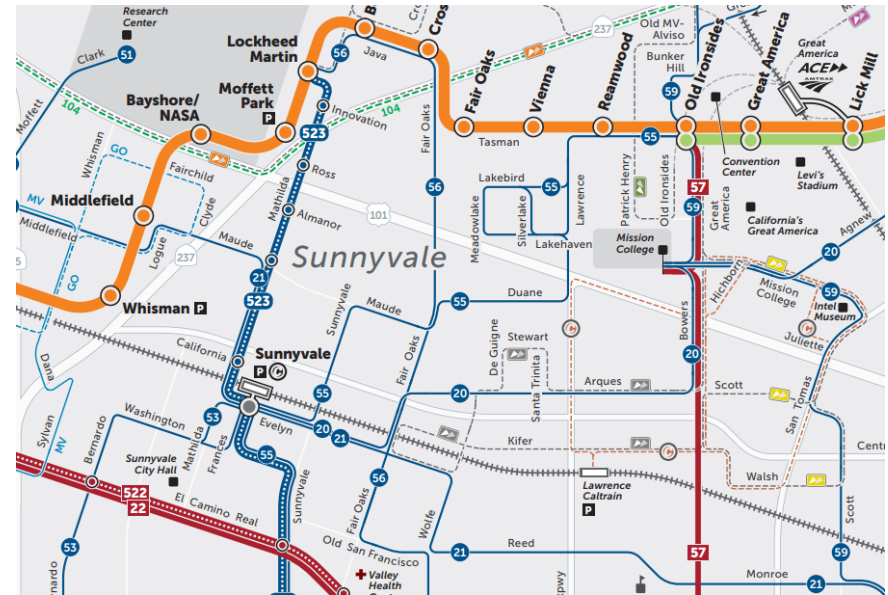 Research
Center
Clark
51
Moffett
Lockheed
Martin
56
Java
B
Cros
Cro
237
Old MV-
Alviso
Bunker
Hill
59
Old Ironsides
Great America
Great
America
ACE
AMTRAK
Lick Mill
104
Bayshore/
NASA
Moffett
Park
P
Innovation
523
104
Fair Oaks
Fair Oaks
Vienna
Reamwood
Tasman
55
Convention
Center
Levi's
Stadium
Whisman
GO
Fairchild
Clyde
Mathilda
Ross
Almanor
56
101
Lakebird
55
Meadowlake
Silverlake
Lawrence
Lakehaven
Patrick Henry
Old Ironsides
57
59
Great
America
California's
Great America
Agnew
20
MV
Middlefield
Middlefield
Logue
237
Maude
21
523
GO
Sunnyvale
Mission
College
Hichborn
Mission
College
59
Intel
Museum
Juliette
Whisman P
Sunnyvale
Maude
55
Duane
Bowers
California
Sunnyvale
P
Fair Oaks
De Guigne
Stewart
Santa Trinita
Arques
20
20
Scott
San Tomas
Dana
Sylvan
MV
Bernardo
Washington
Mathilda
53
Frances
Evelyn
55
20
21
Kifer
Centr
Sunnyvale
City Hall
55
Sunnyvale
56
Lawrence
Caltrain
P
Walsh
Scott
522
22
El Camino Real
Fair Oaks
Wolfe
53
Old San Francisco
21
Reed
57
59
Monroe
21
Valley
Health